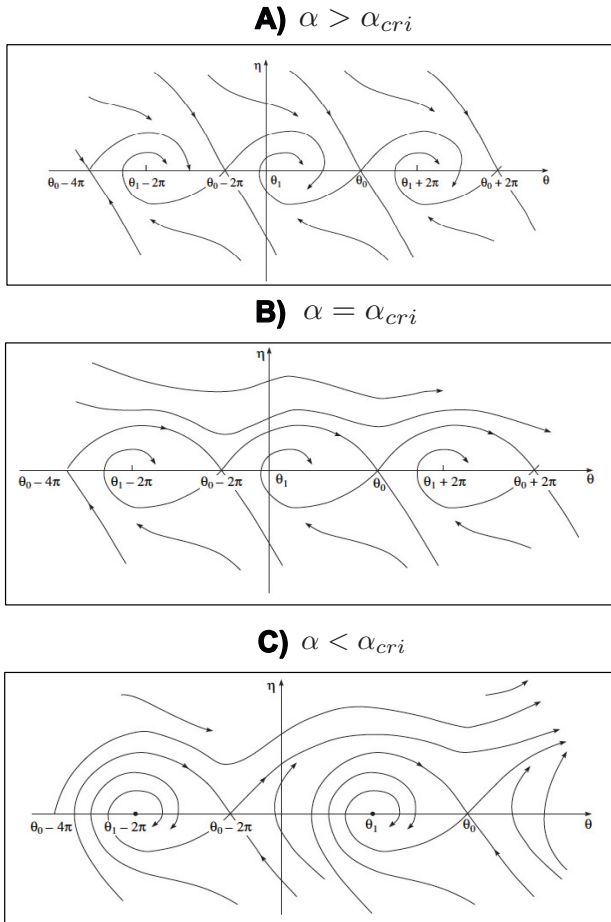 A) α > α_cri
η
θ₀ − 4π θ₁ − 2π θ₀ − 2π θ₁ θ₀ θ₁ + 2π θ₀ + 2π θ
B) α = α_cri
η
θ₀ − 4π θ₁ − 2π θ₀ − 2π θ₁ θ₀ θ₁ + 2π θ₀ + 2π θ
C) α < α_cri
η
θ₀ − 4π θ₁ − 2π θ₀ − 2π θ₁ θ₀ θ